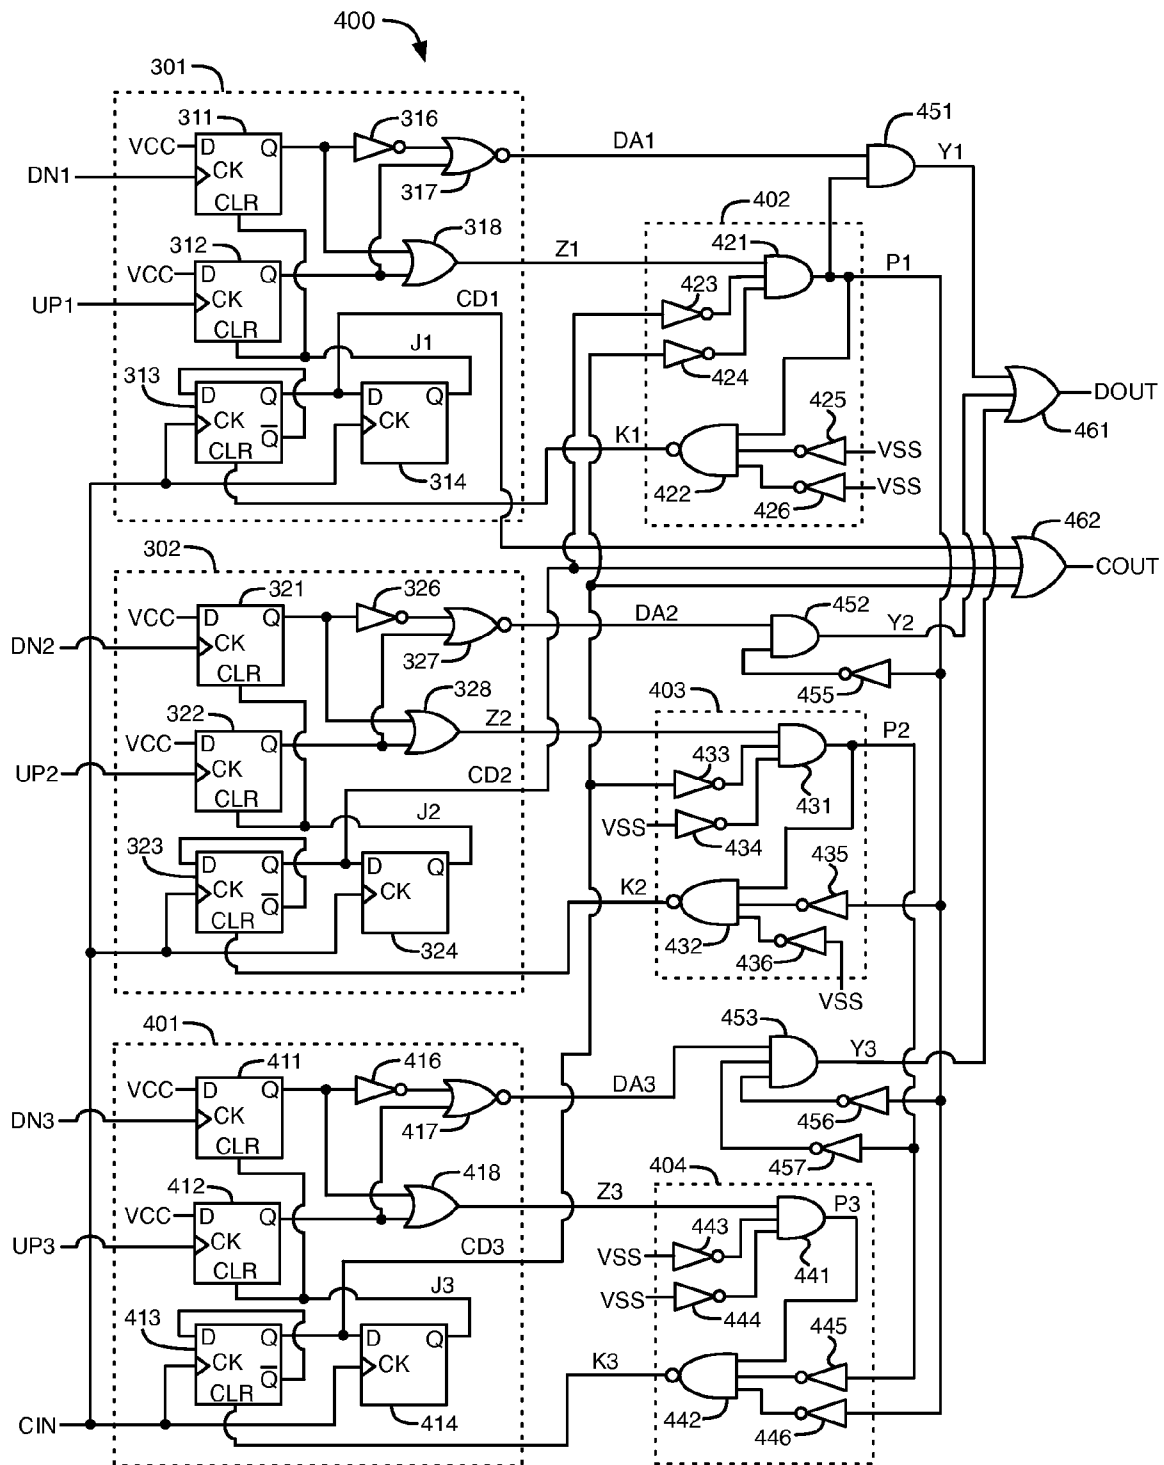 400
301
311
316
451
VCC
D
Q
DA1
Y1
DN1
CK
CLR
317
402
312
318
421
VCC
D
Q
Z1
P1
423
UP1
CK
CD1
CLR
J1
313
424
D
Q
D
Q
425
DOUT
CK
CK
Q
K1
VSS
461
CLR
314
422
VSS
426
462
302
321
326
452
COUT
VCC
D
Q
DA2
Y2
DN2
CK
327
CLR
455
322
328
403
VCC
D
Q
Z2
P2
433
UP2
CK
CD2
431
CLR
J2
VSS
434
323
D
Q
D
Q
435
CK
CK
Q
K2
CLR
432
324
436
VSS
401
453
411
416
Y3
VCC
D
Q
DA3
DN3
CK
456
417
CLR
457
404
412
418
VCC
D
Q
Z3
P3
443
UP3
CK
CD3
VSS
441
CLR
J3
VSS
444
413
D
Q
D
Q
445
CK
CK
Q
K3
CLR
442
CIN
414
446